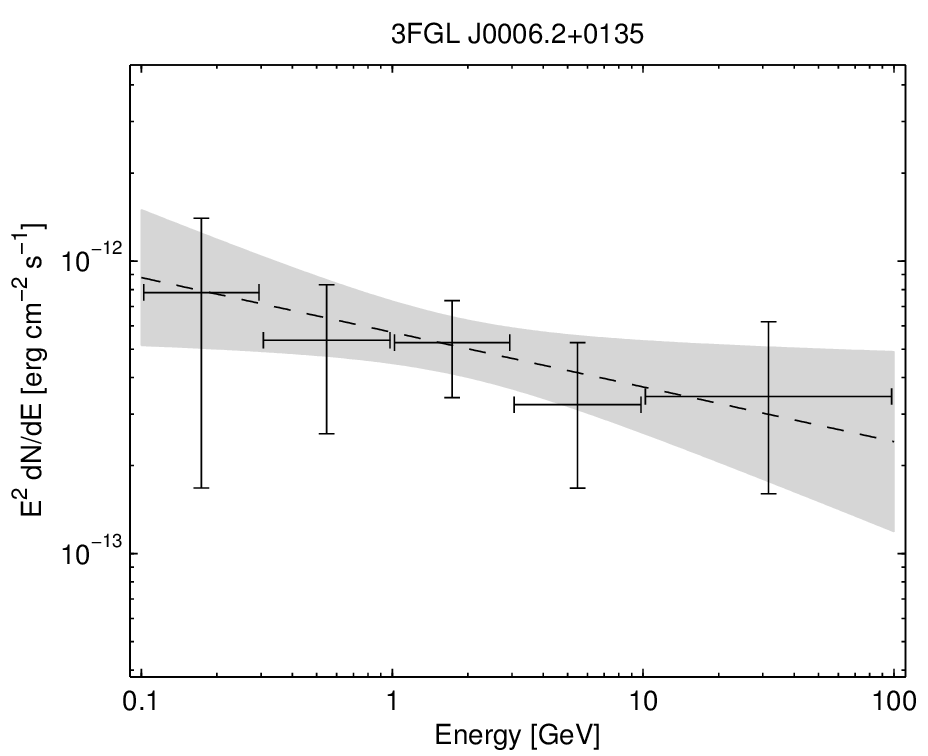 3FGL J0006.2+0135
E² dN/dE [erg cm⁻² s⁻¹]
10⁻¹²
10⁻¹³
0.1 1 10 100
Energy [GeV]